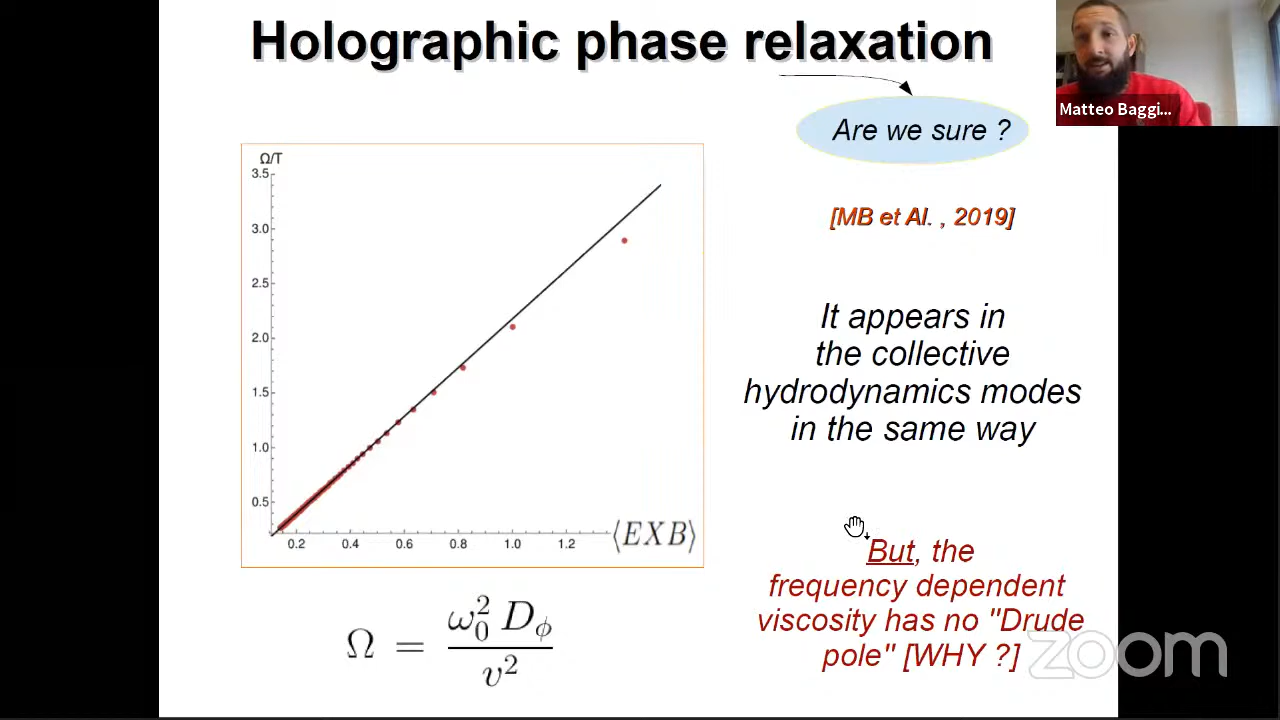 Holographic phase relaxation
Matteo Baggi...
Are we sure ?
[MB et Al. , 2019]
Ω/T
3.5
3.0
2.5
2.0
1.5
1.0
0.5
0.2 0.4 0.6 0.8 1.0 1.2 ⟨EXB⟩
It appears in
the collective
hydrodynamics modes
in the same way
But, the
frequency dependent
viscosity has no "Drude
pole" [WHY ?]
Ω = ω₀² D_ϕ / v²
zoom